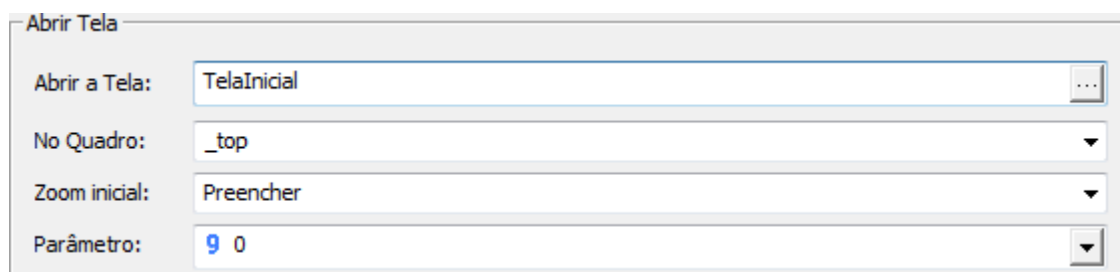 Abrir Tela
Abrir a Tela: TelaInicial ...
No Quadro: _top
Zoom inicial: Preencher
Parâmetro: 9 0